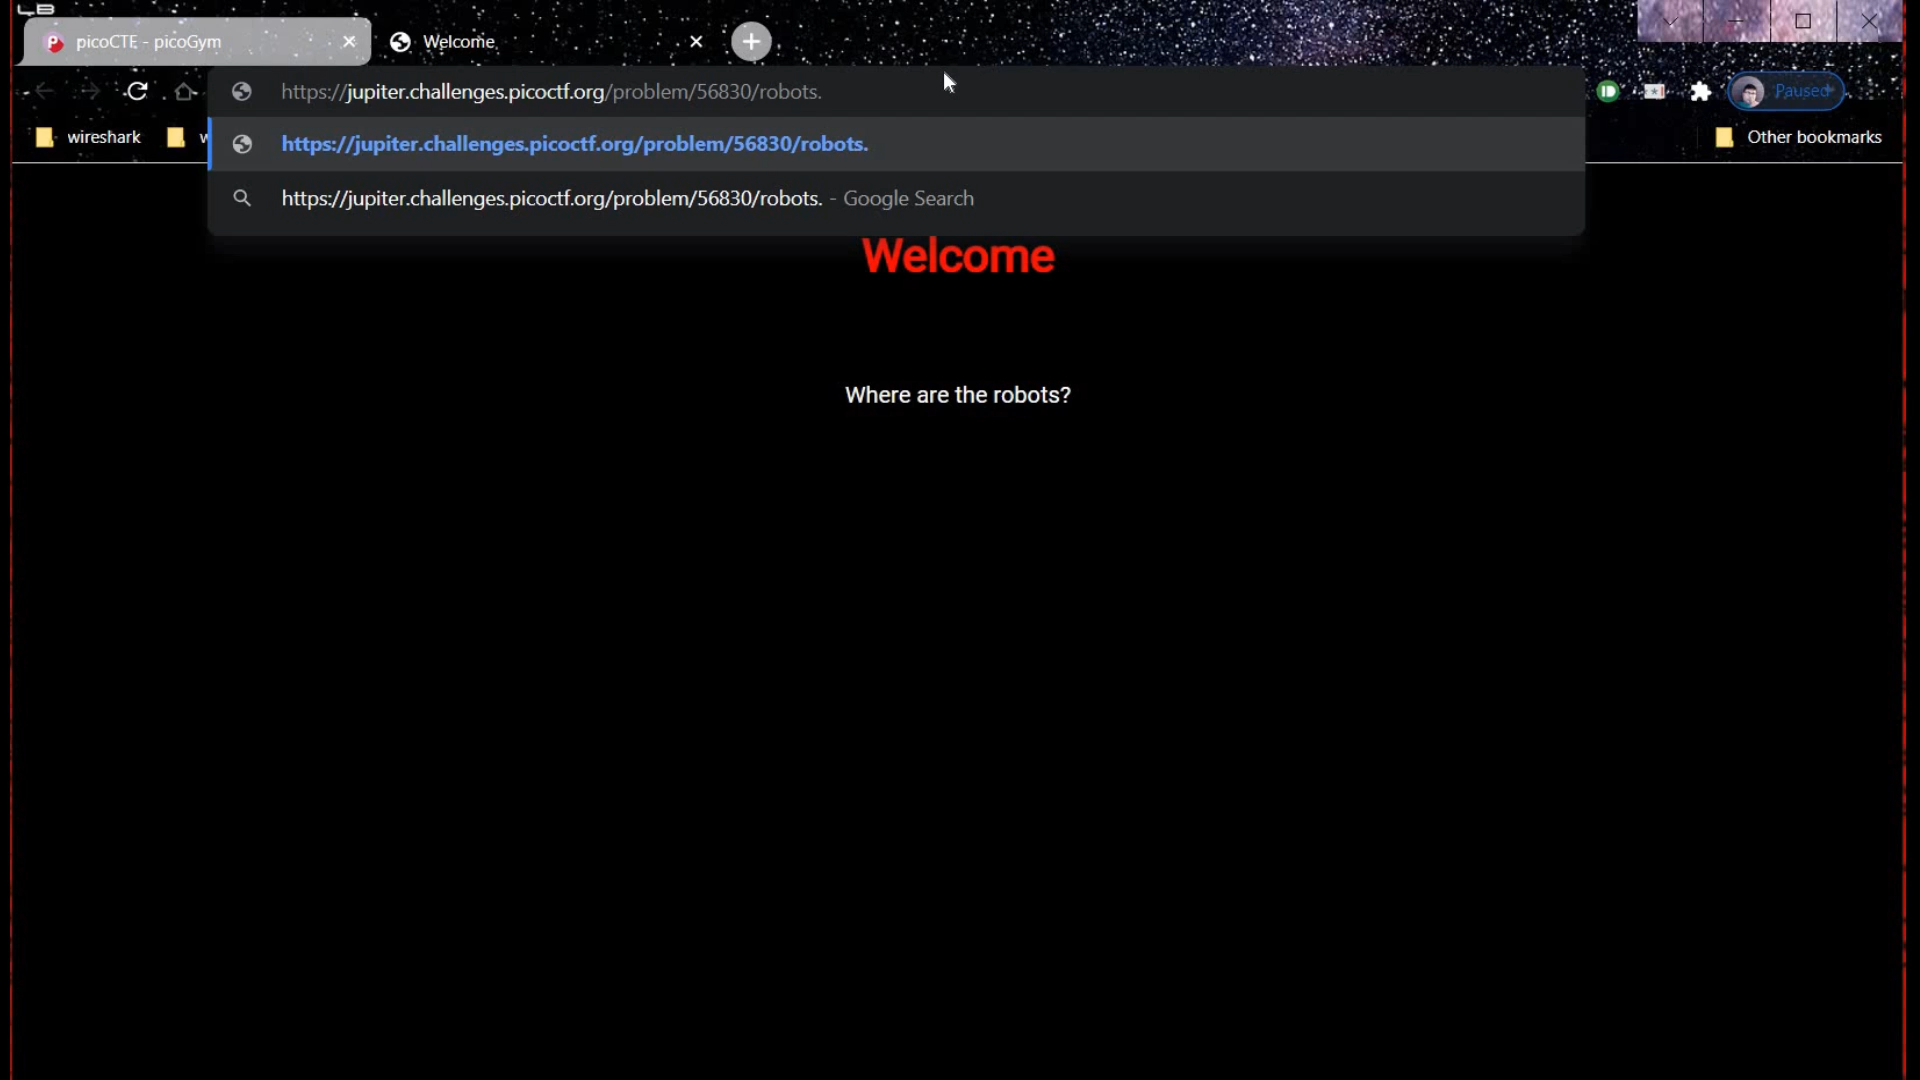 picoCTF - picoGym
Welcome
https://jupiter.challenges.picoctf.org/problem/56830/robots.
Paused
https://jupiter.challenges.picoctf.org/problem/56830/robots.
https://jupiter.challenges.picoctf.org/problem/56830/robots. - Google Search
wireshark
w
Other bookmarks
Welcome
Where are the robots?